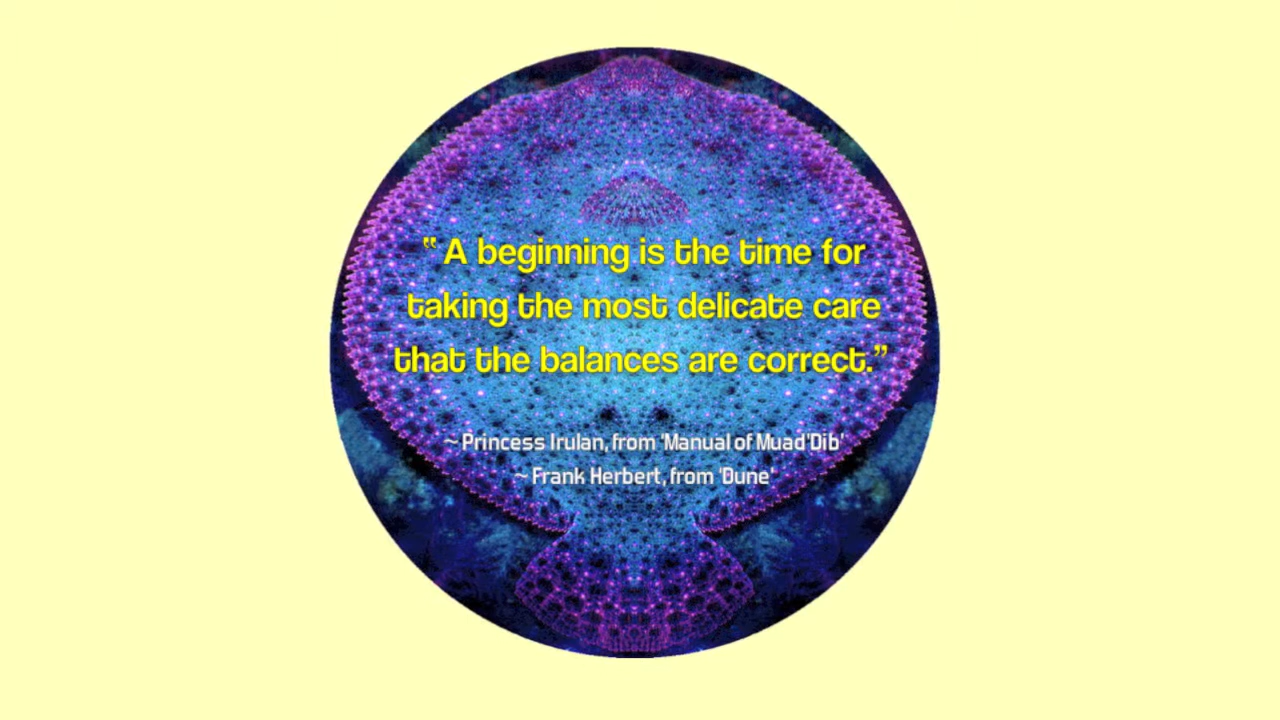 “ A beginning is the time for
taking the most delicate care
that the balances are correct.”
~ Princess Irulan, from 'Manual of Muad'Dib'
~ Frank Herbert, from 'Dune'